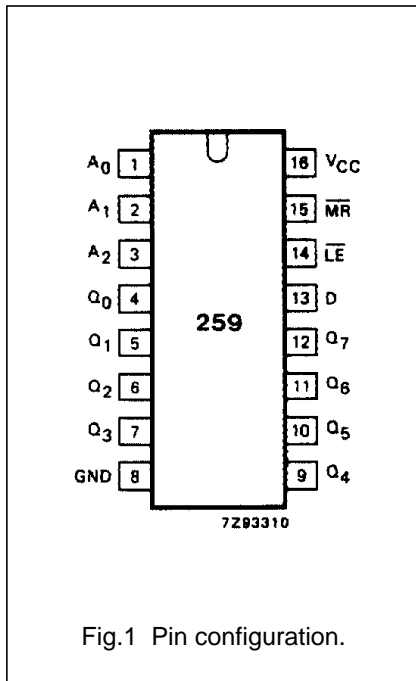 A0 1 16 VCC
A1 2 15 MR
A2 3 14 LE
Q0 4 13 D
259
Q1 5 12 Q7
Q2 6 11 Q6
Q3 7 10 Q5
GND 8 9 Q4
7Z93310
Fig.1 Pin configuration.